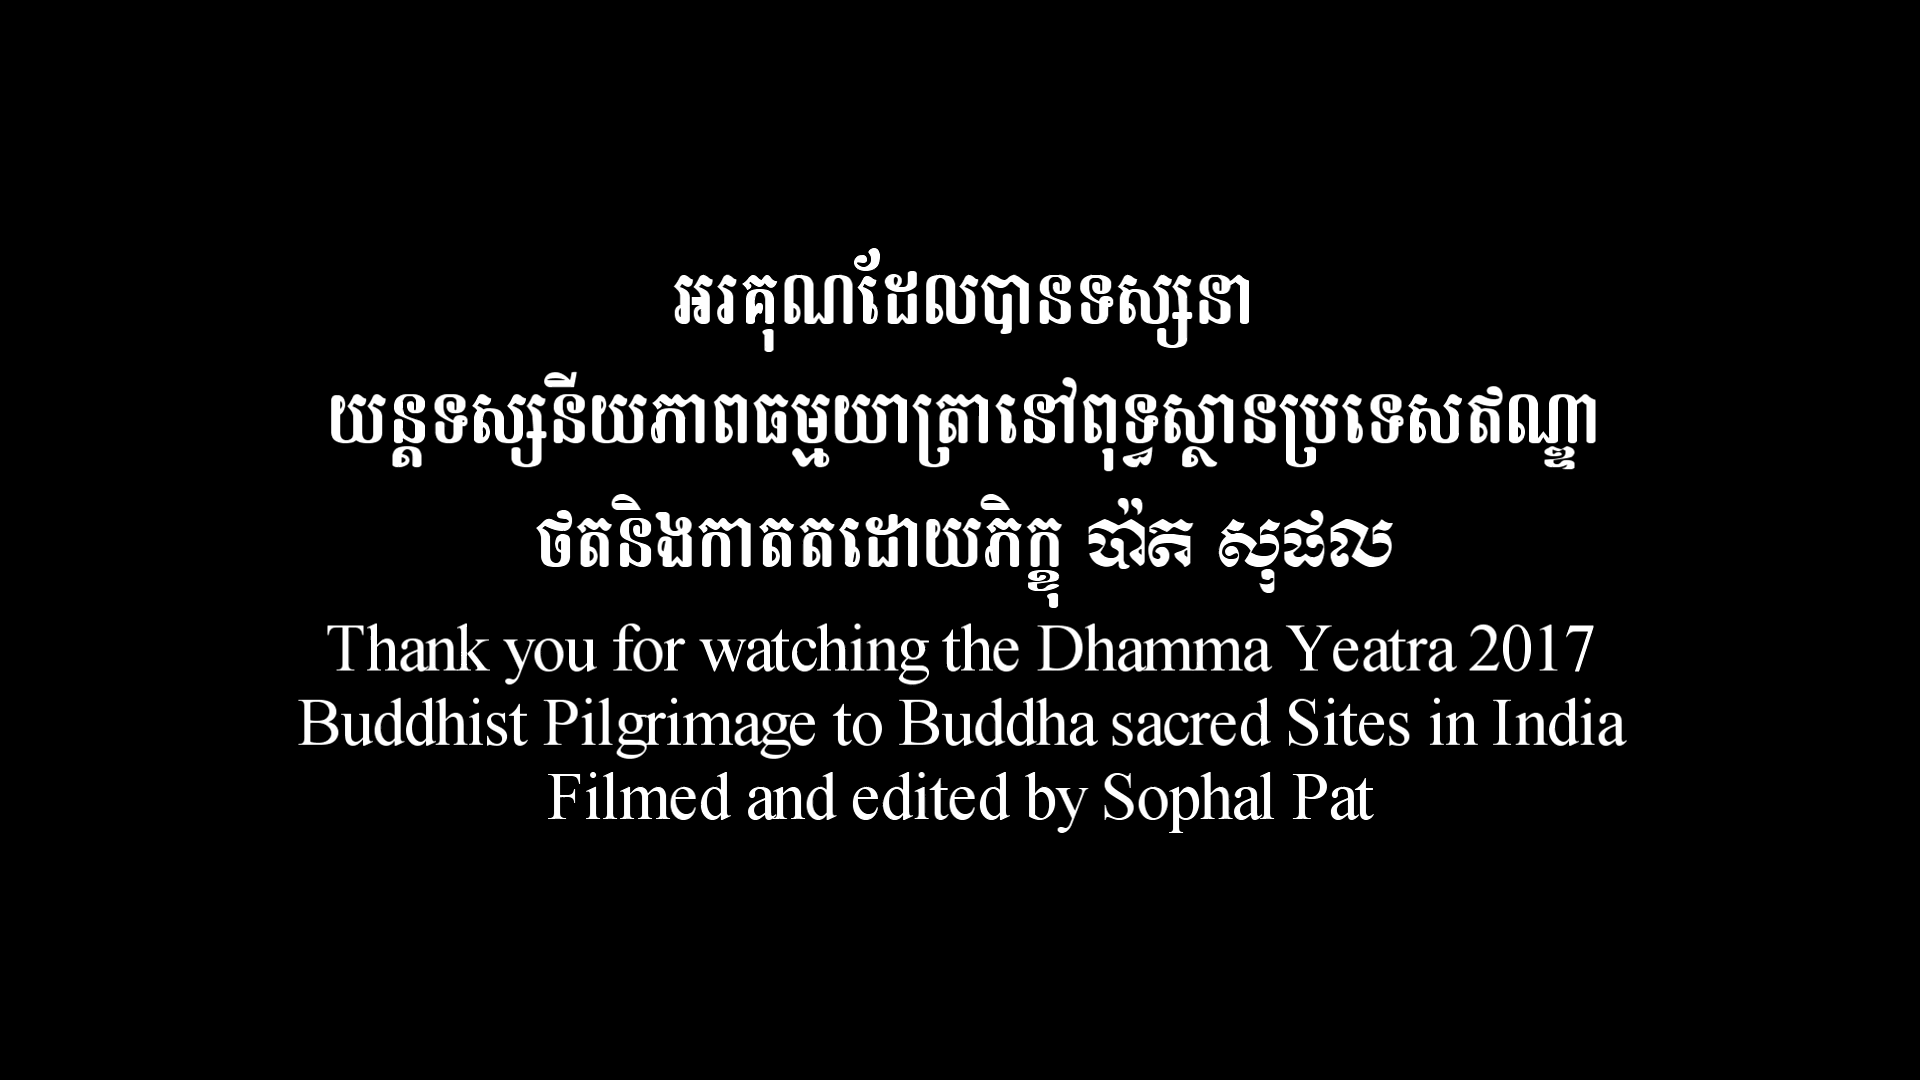 អរគុណដែលបានទស្សនា
យន្តទស្សនីយភាពធម្មយាត្រានៅពុទ្ធស្ថានប្រទេសឥណ្ឌា
ថតនិងកាតតដោយភិក្ខុ ប៉ាត សុផល
Thank you for watching the Dhamma Yeatra 2017
Buddhist Pilgrimage to Buddha sacred Sites in India
Filmed and edited by Sophal Pat